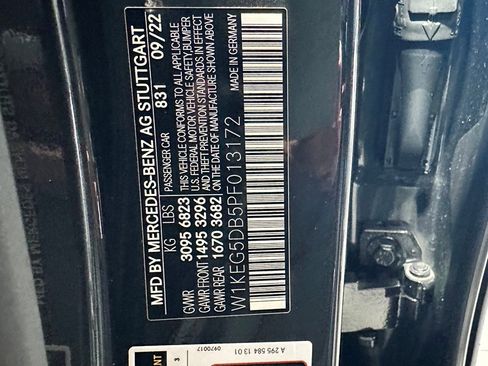 MFD BY MERCEDES-BENZ AG STUTTGART
PASSENGER CAR 831 09/22
KG LBS
GVWR 3095 6823
GAWR FRONT 1495 3296
GAWR REAR 1670 3682
THIS VEHICLE CONFORMS TO ALL APPLICABLE
U.S. FEDERAL MOTOR VEHICLE SAFETY,BUMPER
AND THEFT PREVENTION STANDARDS IN EFFECT
ON THE DATE OF MANUFACTURE SHOWN ABOVE
W1KEG5DB5PF013172
MADE IN GERMANY
3
0970017
A 295 584 13 01